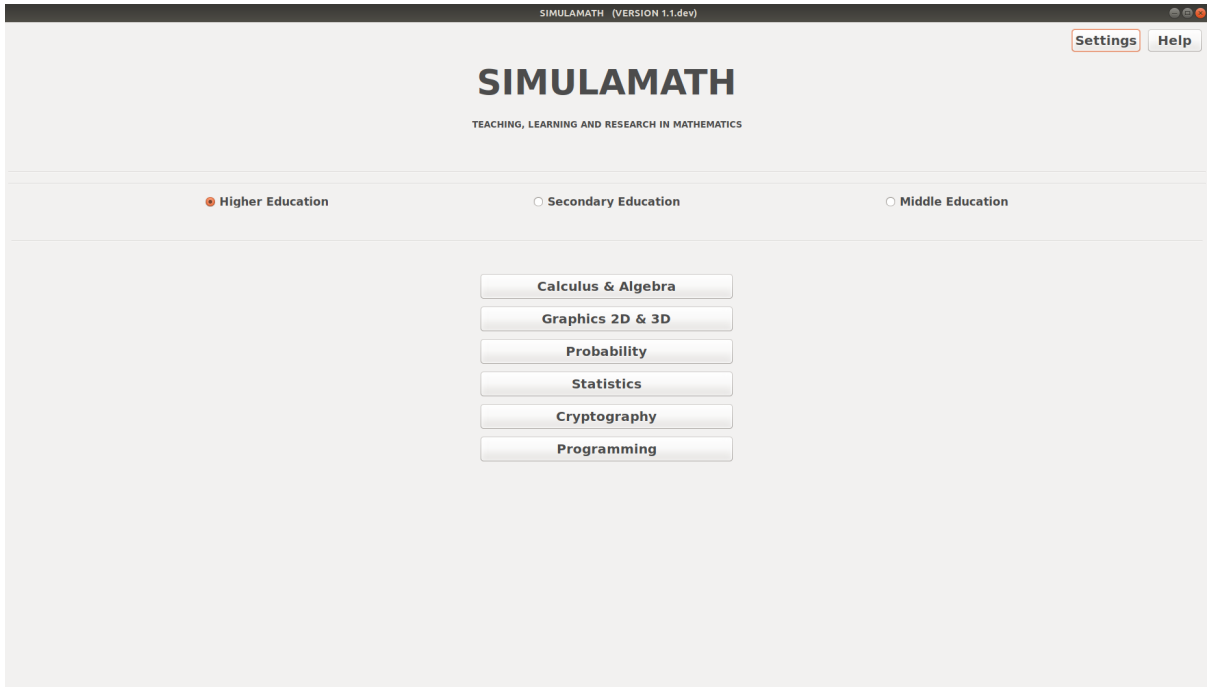 SIMULAMATH (VERSION 1.1.dev)
Settings Help
SIMULAMATH
TEACHING, LEARNING AND RESEARCH IN MATHEMATICS
Higher Education Secondary Education Middle Education
Calculus & Algebra
Graphics 2D & 3D
Probability
Statistics
Cryptography
Programming